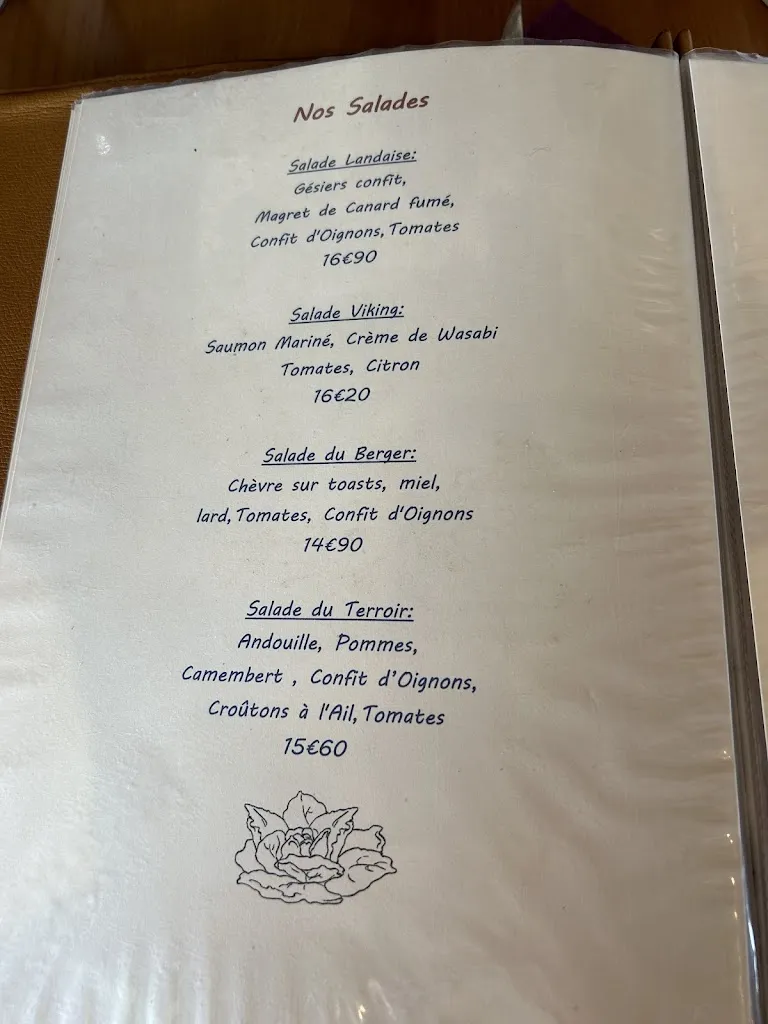 Nos Salades
Salade Landaise:
Gésiers confit,
Magret de Canard fumé,
Confit d'Oignons, Tomates
16€90
Salade Viking:
Saumon Mariné, Crème de Wasabi
Tomates, Citron
16€20
Salade du Berger:
Chèvre sur toasts, miel,
lard, Tomates, Confit d'Oignons
14€90
Salade du Terroir:
Andouille, Pommes,
Camembert , Confit d'Oignons,
Croûtons à l'Ail, Tomates
15€60